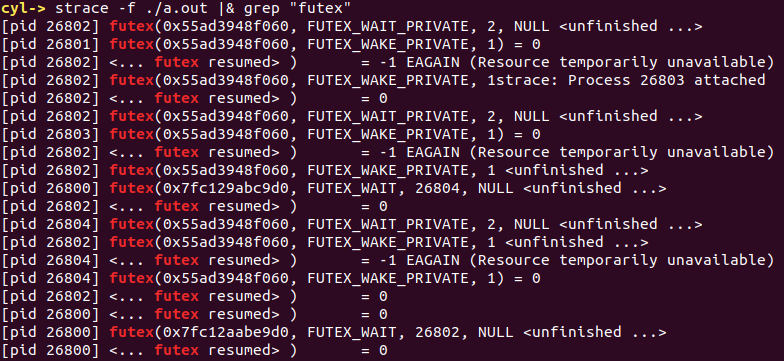 cyl-> strace -f ./a.out |& grep "futex"
[pid 26802] futex(0x55ad3948f060, FUTEX_WAIT_PRIVATE, 2, NULL <unfinished ...>
[pid 26801] futex(0x55ad3948f060, FUTEX_WAKE_PRIVATE, 1) = 0
[pid 26802] <... futex resumed> )       = -1 EAGAIN (Resource temporarily unavailable)
[pid 26802] futex(0x55ad3948f060, FUTEX_WAKE_PRIVATE, 1strace: Process 26803 attached
[pid 26802] <... futex resumed> )       = 0
[pid 26802] futex(0x55ad3948f060, FUTEX_WAIT_PRIVATE, 2, NULL <unfinished ...>
[pid 26803] futex(0x55ad3948f060, FUTEX_WAKE_PRIVATE, 1) = 0
[pid 26802] <... futex resumed> )       = -1 EAGAIN (Resource temporarily unavailable)
[pid 26802] futex(0x55ad3948f060, FUTEX_WAKE_PRIVATE, 1 <unfinished ...>
[pid 26800] futex(0x7fc129abc9d0, FUTEX_WAIT, 26804, NULL <unfinished ...>
[pid 26802] <... futex resumed> )       = 0
[pid 26804] futex(0x55ad3948f060, FUTEX_WAIT_PRIVATE, 2, NULL <unfinished ...>
[pid 26802] futex(0x55ad3948f060, FUTEX_WAKE_PRIVATE, 1 <unfinished ...>
[pid 26804] <... futex resumed> )       = -1 EAGAIN (Resource temporarily unavailable)
[pid 26804] futex(0x55ad3948f060, FUTEX_WAKE_PRIVATE, 1) = 0
[pid 26802] <... futex resumed> )       = 0
[pid 26800] <... futex resumed> )       = 0
[pid 26800] futex(0x7fc12aabe9d0, FUTEX_WAIT, 26802, NULL <unfinished ...>
[pid 26800] <... futex resumed> )       = 0